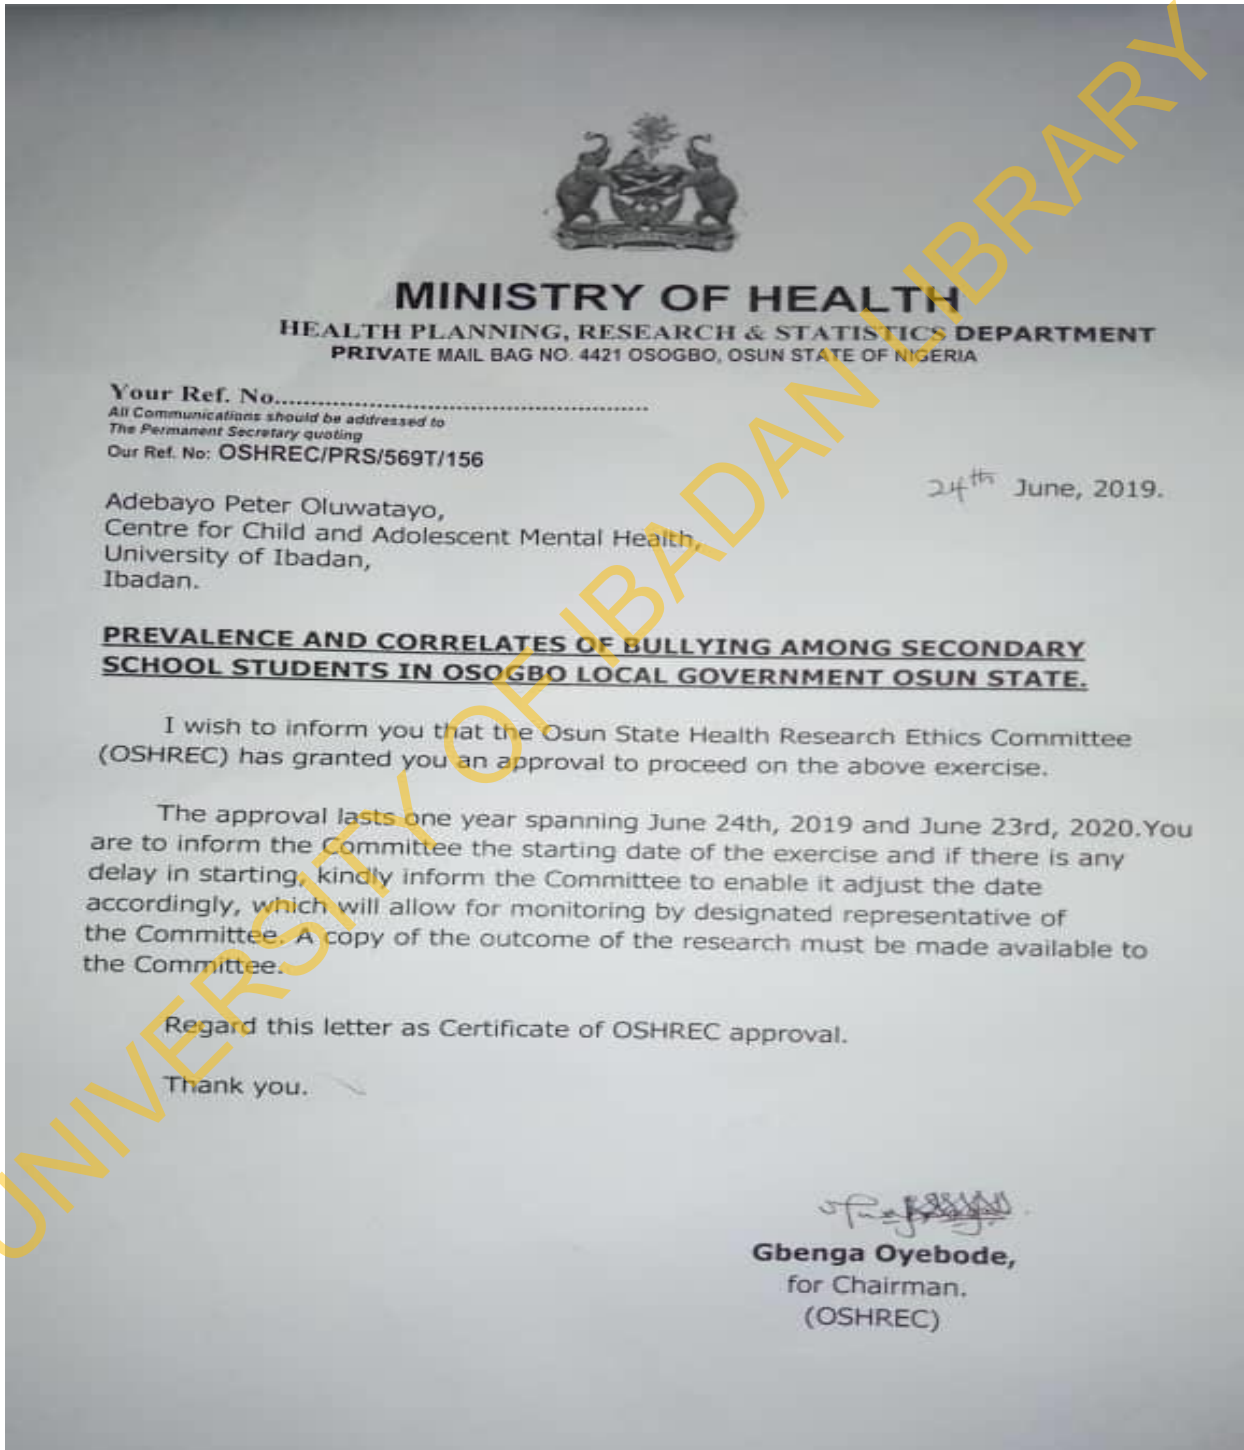 MINISTRY OF HEALTH
HEALTH PLANNING, RESEARCH & STATISTICS DEPARTMENT
PRIVATE MAIL BAG NO. 4421 OSOGBO, OSUN STATE OF NIGERIA
Your Ref. No..............................................................
All Communications should be addressed to
The Permanent Secretary quoting
Our Ref. No: OSHREC/PRS/569T/156
24th June, 2019.
Adebayo Peter Oluwatayo,
Centre for Child and Adolescent Mental Health,
University of Ibadan,
Ibadan.
PREVALENCE AND CORRELATES OF BULLYING AMONG SECONDARY
SCHOOL STUDENTS IN OSOGBO LOCAL GOVERNMENT OSUN STATE.
I wish to inform you that the Osun State Health Research Ethics Committee
(OSHREC) has granted you an approval to proceed on the above exercise.
The approval lasts one year spanning June 24th, 2019 and June 23rd, 2020.You
are to inform the Committee the starting date of the exercise and if there is any
delay in starting, kindly inform the Committee to enable it adjust the date
accordingly, which will allow for monitoring by designated representative of
the Committee. A copy of the outcome of the research must be made available to
the Committee.
Regard this letter as Certificate of OSHREC approval.
Thank you.
Gbenga Oyebode,
for Chairman.
(OSHREC)
UNIVERSITY OF IBADAN LIBRARY